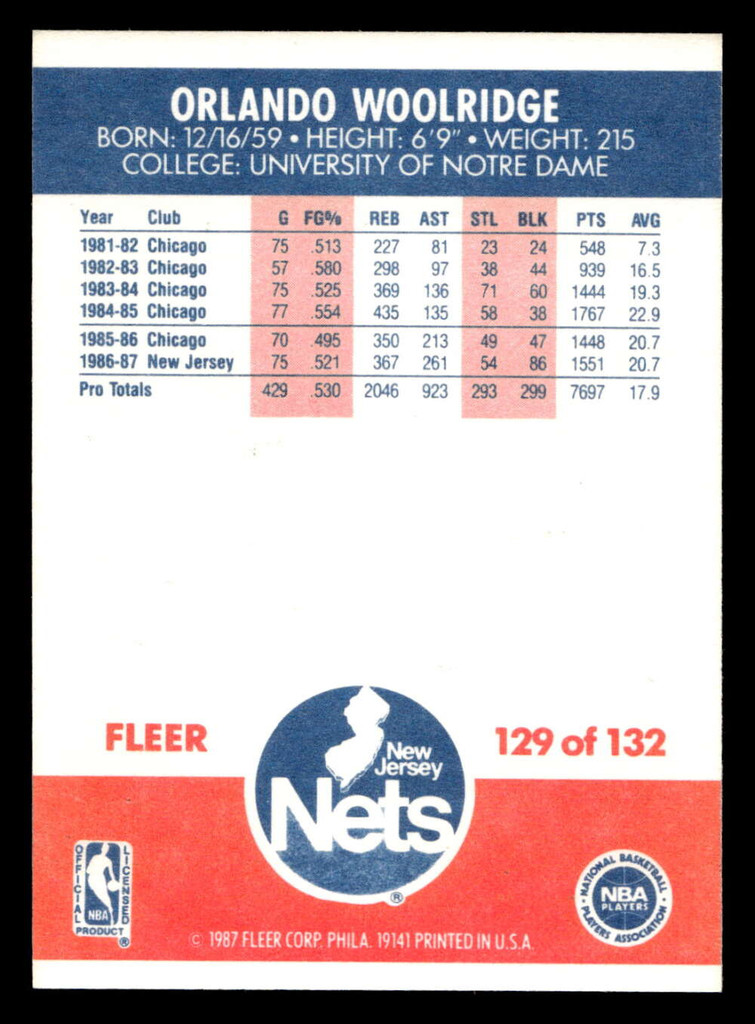 ORLANDO WOOLRIDGE
BORN: 12/16/59 • HEIGHT: 6'9" • WEIGHT: 215
COLLEGE: UNIVERSITY OF NOTRE DAME
Year Club G FG% REB AST STL BLK PTS AVG
1981-82 Chicago 75 .513 227 81 23 24 548 7.3
1982-83 Chicago 57 .580 298 97 38 44 939 16.5
1983-84 Chicago 75 .525 369 136 71 60 1444 19.3
1984-85 Chicago 77 .554 435 135 58 38 1767 22.9
1985-86 Chicago 70 .495 350 213 49 47 1448 20.7
1986-87 New Jersey 75 .521 367 261 54 86 1551 20.7
Pro Totals 429 .530 2046 923 293 299 7697 17.9
FLEER
129 of 132
New
Jersey
Nets
®
OFFICIAL
LICENSED
NBA
PRODUCT
®
NATIONAL BASKETBALL
NBA
PLAYERS
PLAYERS ASSOCIATION
© 1987 FLEER CORP. PHILA. 19141 PRINTED IN U.S.A.